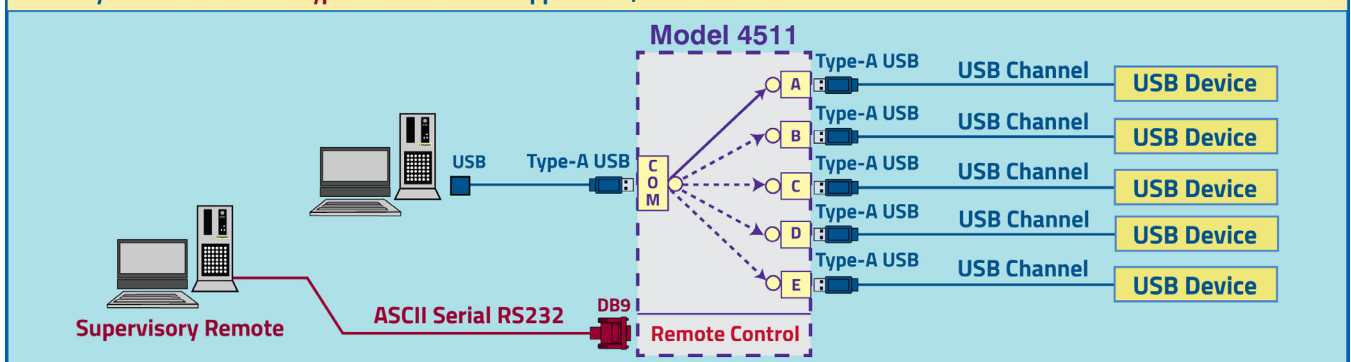 Model 4511
Type-A USB
USB Channel
USB Device
A
Type-A USB
USB Channel
USB Device
B
USB
Type-A USB
COM
Type-A USB
USB Channel
USB Device
C
Type-A USB
USB Channel
USB Device
D
Type-A USB
USB Channel
USB Device
E
Supervisory Remote
ASCII Serial RS232
DB9
Remote Control